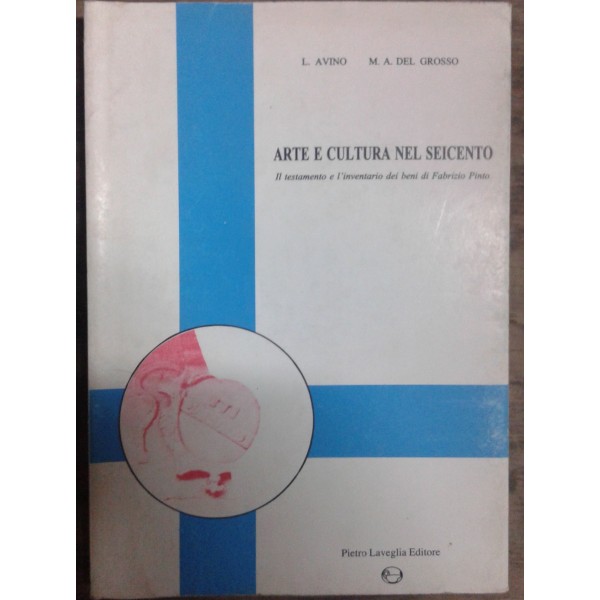 L. AVINO M. A. DEL GROSSO
ARTE E CULTURA NEL SEICENTO
Il testamento e l'inventario dei beni di Fabrizio Pinto
Pietro Laveglia Editore